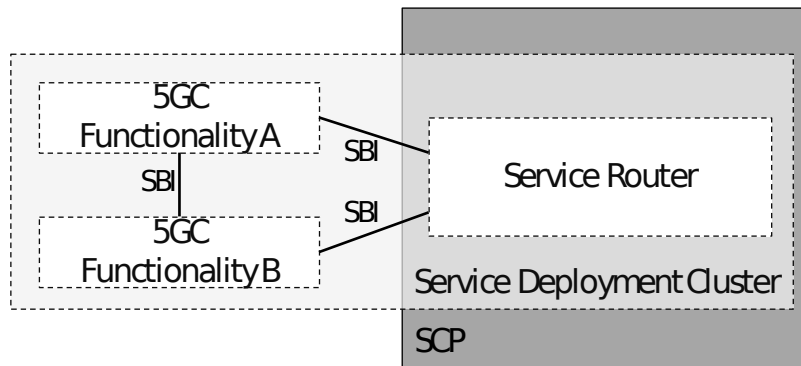 5GC
Functionality A
SBI
SBI
SBI
5GC
Functionality B
Service Router
Service Deployment Cluster
SCP